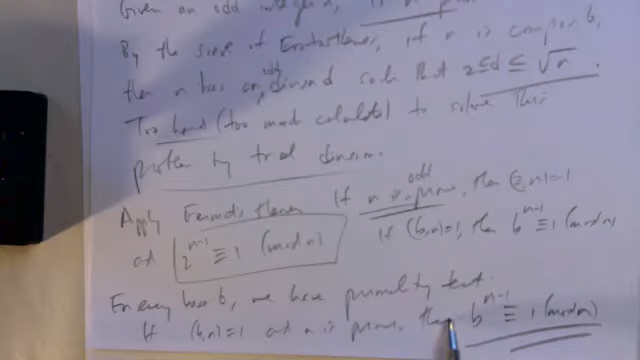 Given an odd integer n, is n prime
By the sieve of Eratosthenes, if n is composite,
then n has an odd divisor d such that 2 ≤ d ≤ √n.
Too hard (too much calculation) to solve this
problem by trial division.
Apply Fermat's theorem If n is odd prime, then (2,n)=1
and 2^{n-1} ≡ 1 (mod n) If (b,n)=1, then b^{n-1} ≡ 1 (mod n)
For every base b, we have primality test.
If (b,n)=1 and n is prime, then b^{n-1} ≡ 1 (mod n)